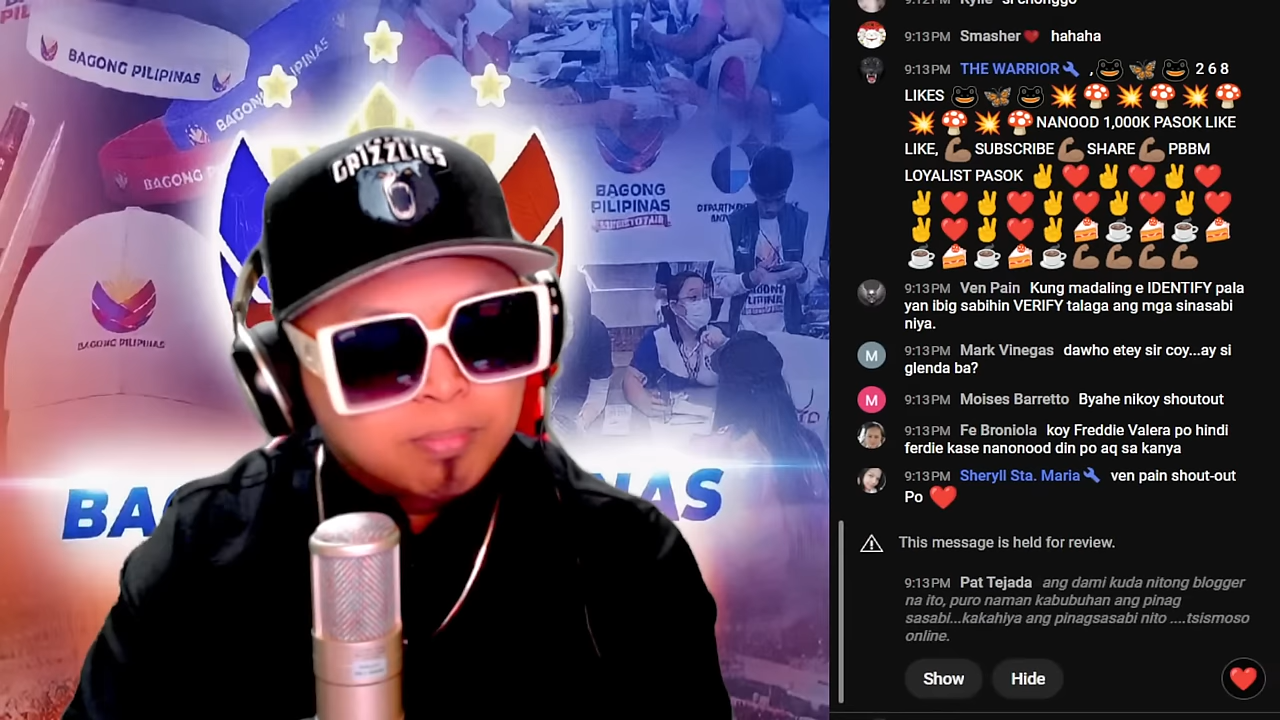 BAGONG PILIPINAS
BAGONG PILIPINAS
BAGONG P
BAGONG PILIPINAS
GRIZZLIES
BAGONG
PILIPINAS
BA
NAS
Kylie si chonggo
9:13 PM Smasher❤️ hahaha
9:13 PM THE WARRIOR🔧 ,🐸 🦋 🐸 2 6 8
LIKES 🐸 🦋 🐸 💥 🍄 💥 🍄 💥 🍄
💥 🍄 💥 🍄 NANOOD 1,000K PASOK LIKE
LIKE, 💪🏽 SUBSCRIBE 💪🏽 SHARE 💪🏽 PBBM
LOYALIST PASOK ✌️ ❤️ ✌️ ❤️ ✌️ ❤️
✌️ ❤️ ✌️ ❤️ ✌️ ❤️ ✌️ ❤️ ✌️ ❤️
✌️ ❤️ ✌️ ❤️ ✌️ 🍰 ☕ 🍰 ☕ 🍰
☕ 🍰 ☕ 🍰 ☕ 💪🏽 💪🏽 💪🏽 💪🏽
9:13 PM Ven Pain Kung madaling e IDENTIFY pala
yan ibig sabihin VERIFY talaga ang mga sinasabi
niya.
M
9:13 PM Mark Vinegas dawho etey sir coy...ay si
glenda ba?
M
9:13 PM Moises Barretto Byahe nikoy shoutout
9:13 PM Fe Broniola koy Freddie Valera po hindi
ferdie kase nanonood din po aq sa kanya
9:13 PM Sheryll Sta. Maria🔧 ven pain shout-out
Po ❤️
This message is held for review.
9:13 PM Pat Tejada ang dami kuda nitong blogger
na ito, puro naman kabubuhan ang pinag
sasabi...kakahiya ang pinagsasabi nito ....tsismoso
online.
Show Hide